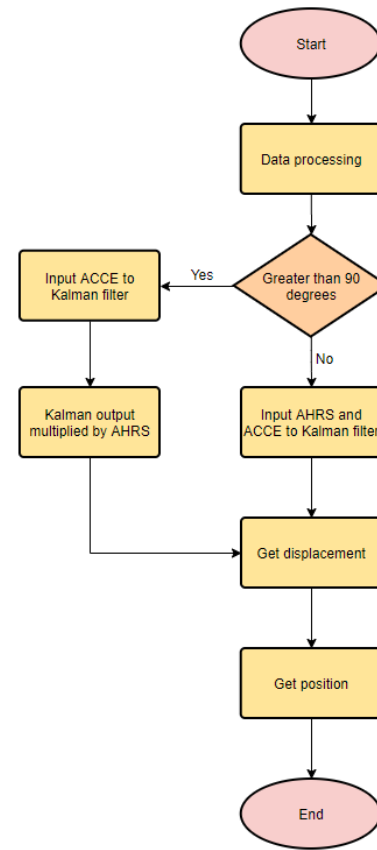 Start
Data processing
Greater than 90
degrees
Yes
Input ACCE to
Kalman filter
No
Kalman output
multiplied by AHRS
Input AHRS and
ACCE to Kalman filter
Get displacement
Get position
End